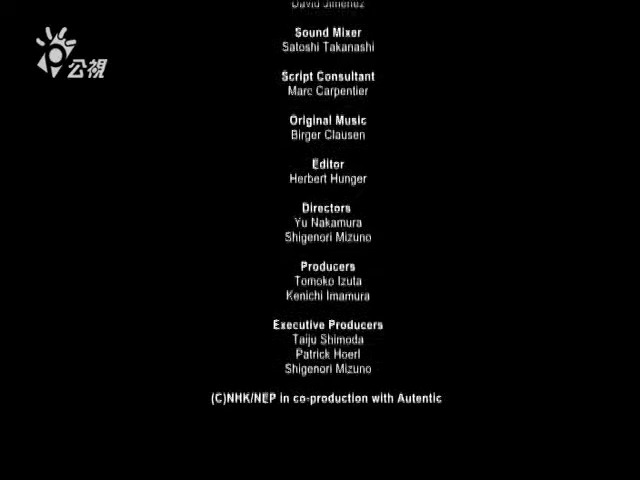 David Jimenez
Sound Mixer
Satoshi Takanashi
公視
Script Consultant
Marc Carpentier
Original Music
Birger Clausen
Editor
Herbert Hunger
Directors
Yu Nakamura
Shigenori Mizuno
Producers
Tomoko Izuta
Kenichi Imamura
Executive Producers
Taiju Shimoda
Patrick Hoerl
Shigenori Mizuno
(C)NHK/NEP in co-production with Autentic